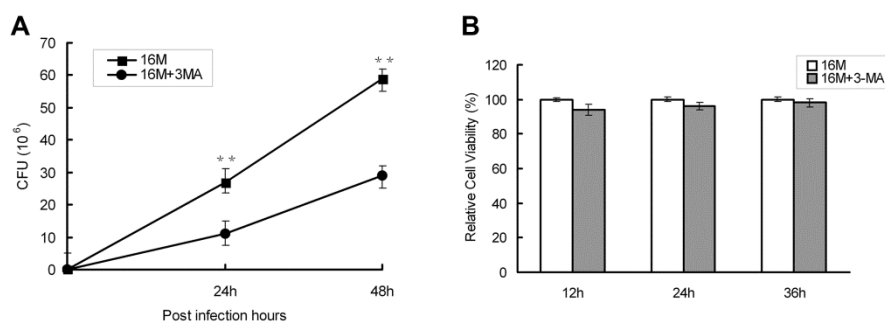 A
16M
16M+3MA
70
60
50
40
30
20
10
0
CFU (10⁶)
**
**
24h
48h
Post infection hours
B
16M
16M+3-MA
120
100
80
60
40
20
0
Relative Cell Viability (%)
12h
24h
36h